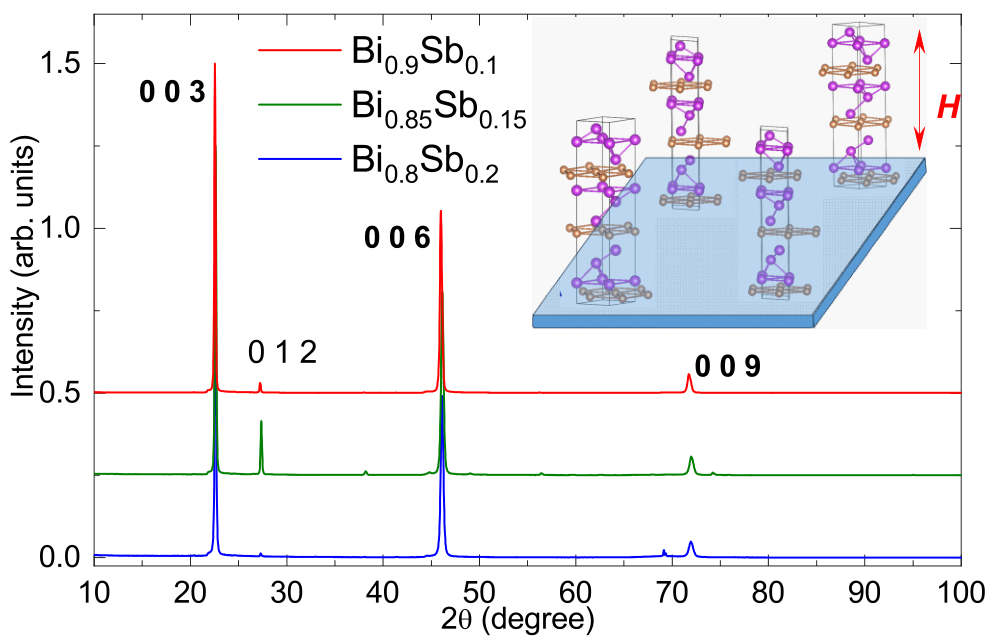 Bi0.9Sb0.1
Bi0.85Sb0.15
Bi0.8Sb0.2
H
0 0 3
0 1 2
0 0 6
0 0 9
Intensity (arb. units)
1.5
1.0
0.5
0.0
10 20 30 40 50 60 70 80 90 100
2θ (degree)